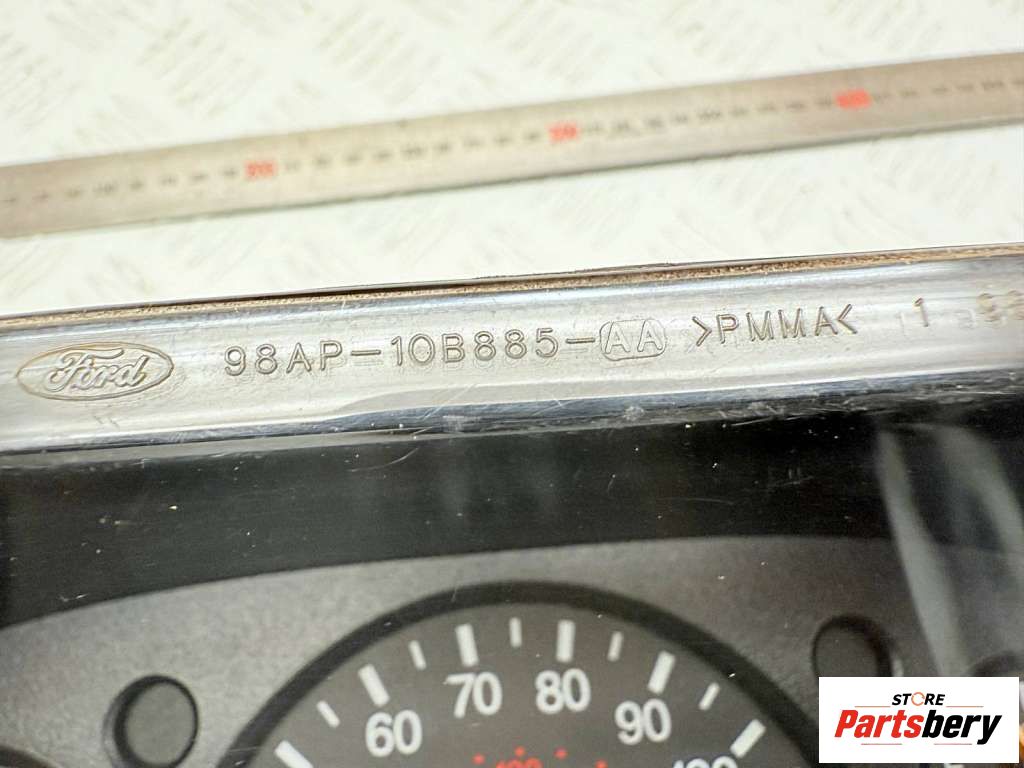 Ford 98AP-10B885-AA >PMMA< 1
60 70 80 90
STORE
Partsbery